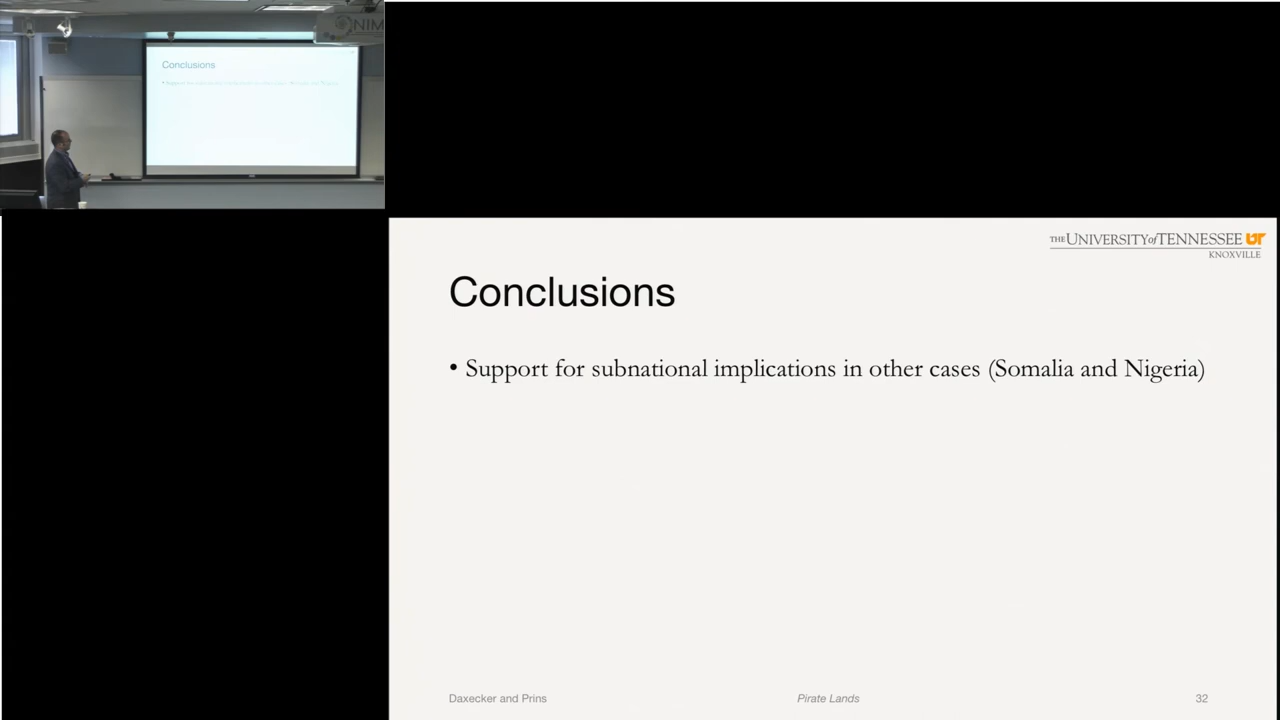 NIM
Conclusions
THE UNIVERSITY of TENNESSEE UT
KNOXVILLE
Conclusions
• Support for subnational implications in other cases (Somalia and Nigeria)
Daxecker and Prins
Pirate Lands
32